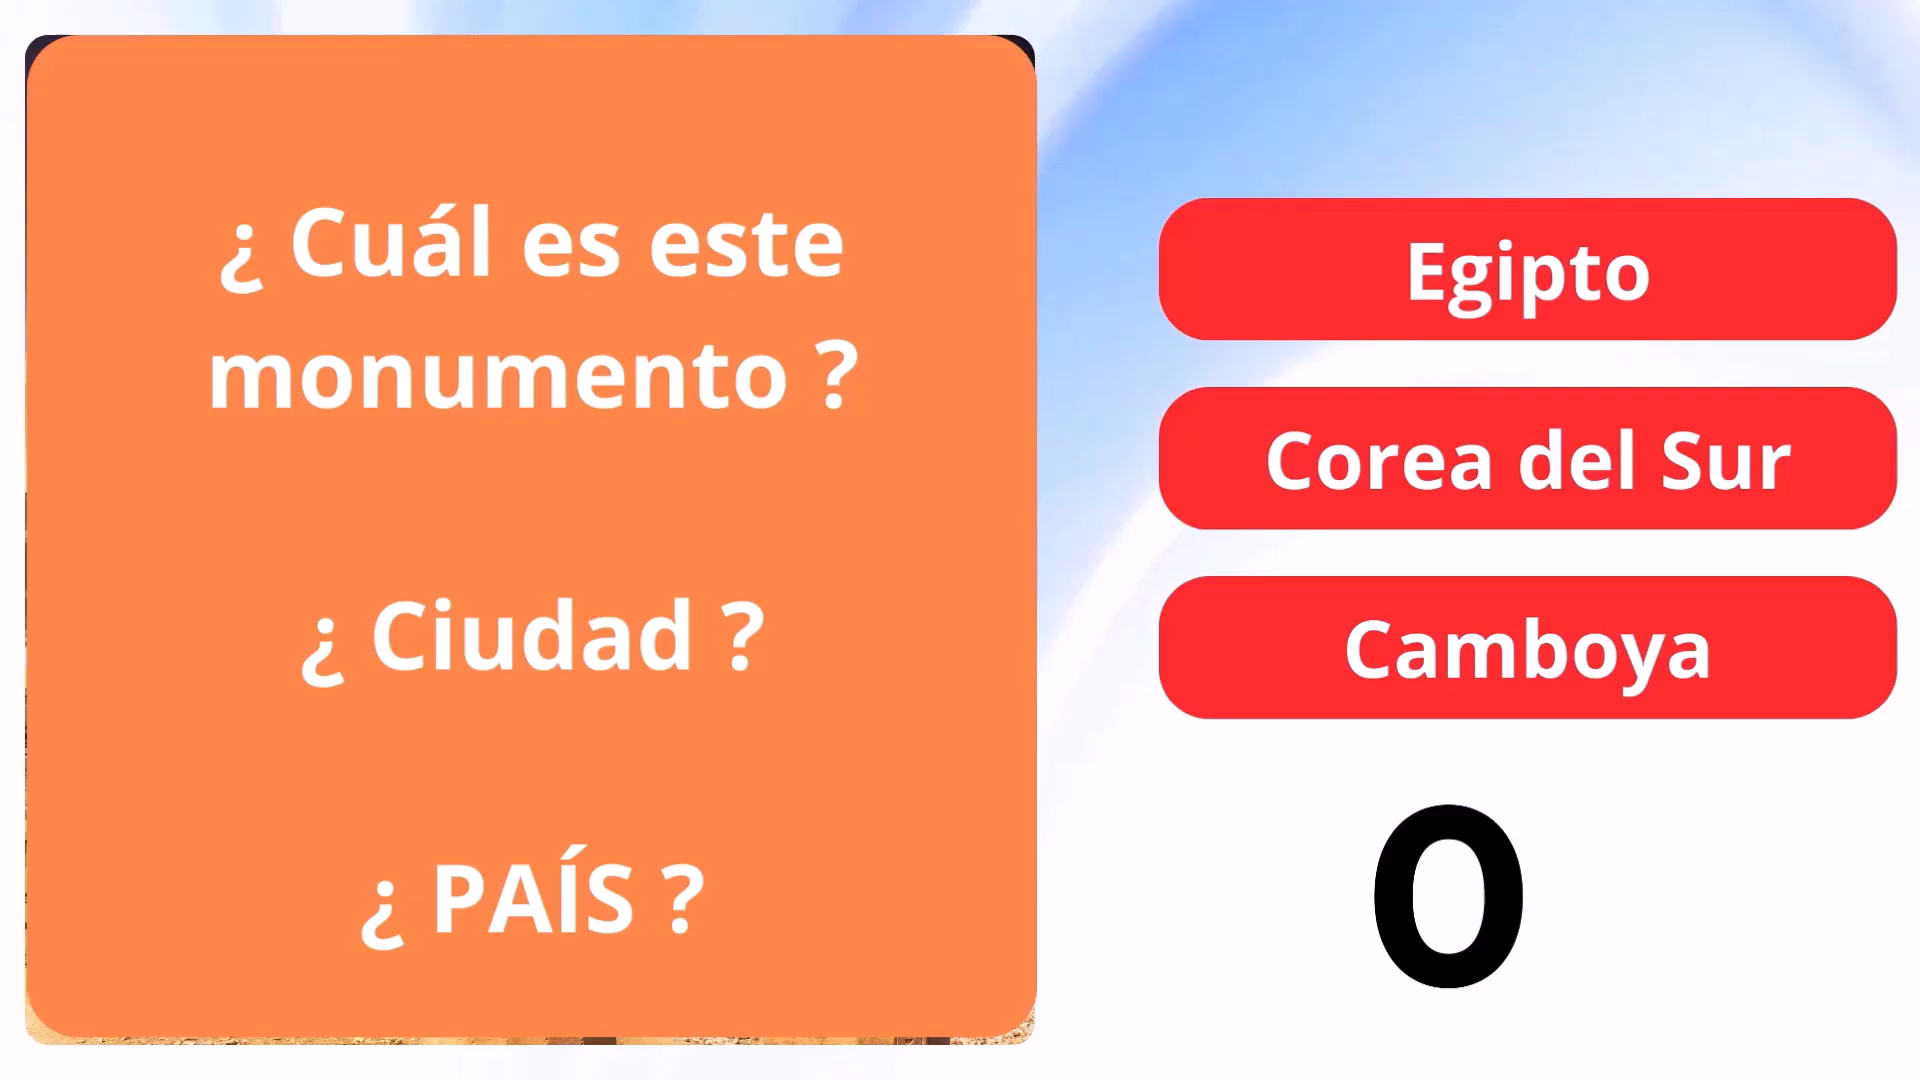 ¿ Cuál es este
monumento ?
¿ Ciudad ?
¿ PAÍS ?
Egipto
Corea del Sur
Camboya
0